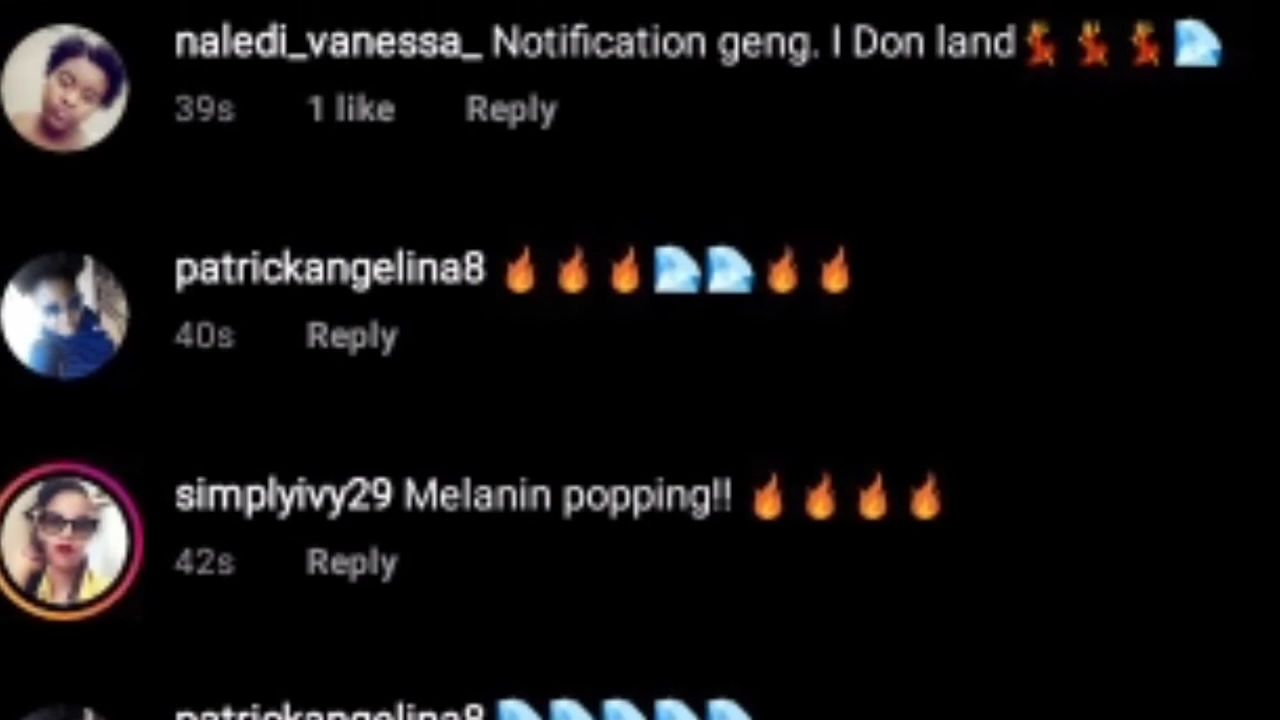 naledi_vanessa_ Notification geng. I Don land💃💃💃💎
39s 1 like Reply
patrickangelina8 🔥🔥🔥💎💎🔥🔥
40s Reply
simplyivy29 Melanin popping!! 🔥🔥🔥🔥
42s Reply
patrickangelina8 💎💎💎💎💎